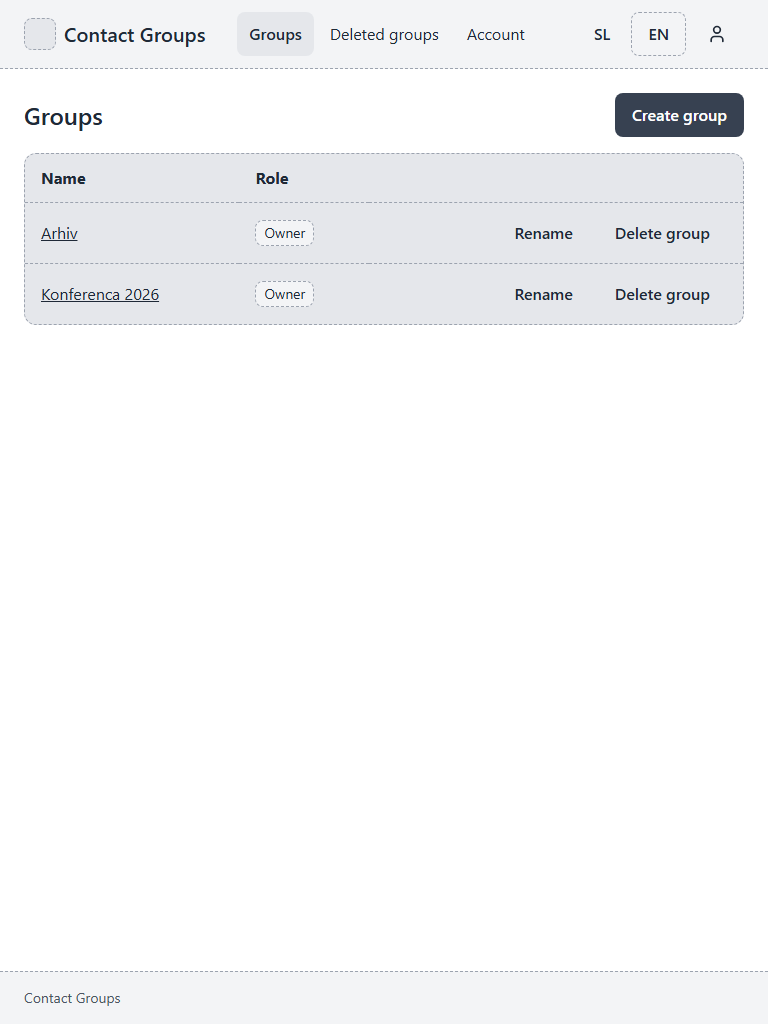 Contact Groups Groups Deleted groups Account SL EN
Groups Create group
Name Role
Arhiv Owner Rename Delete group
Konferenca 2026 Owner Rename Delete group
Contact Groups